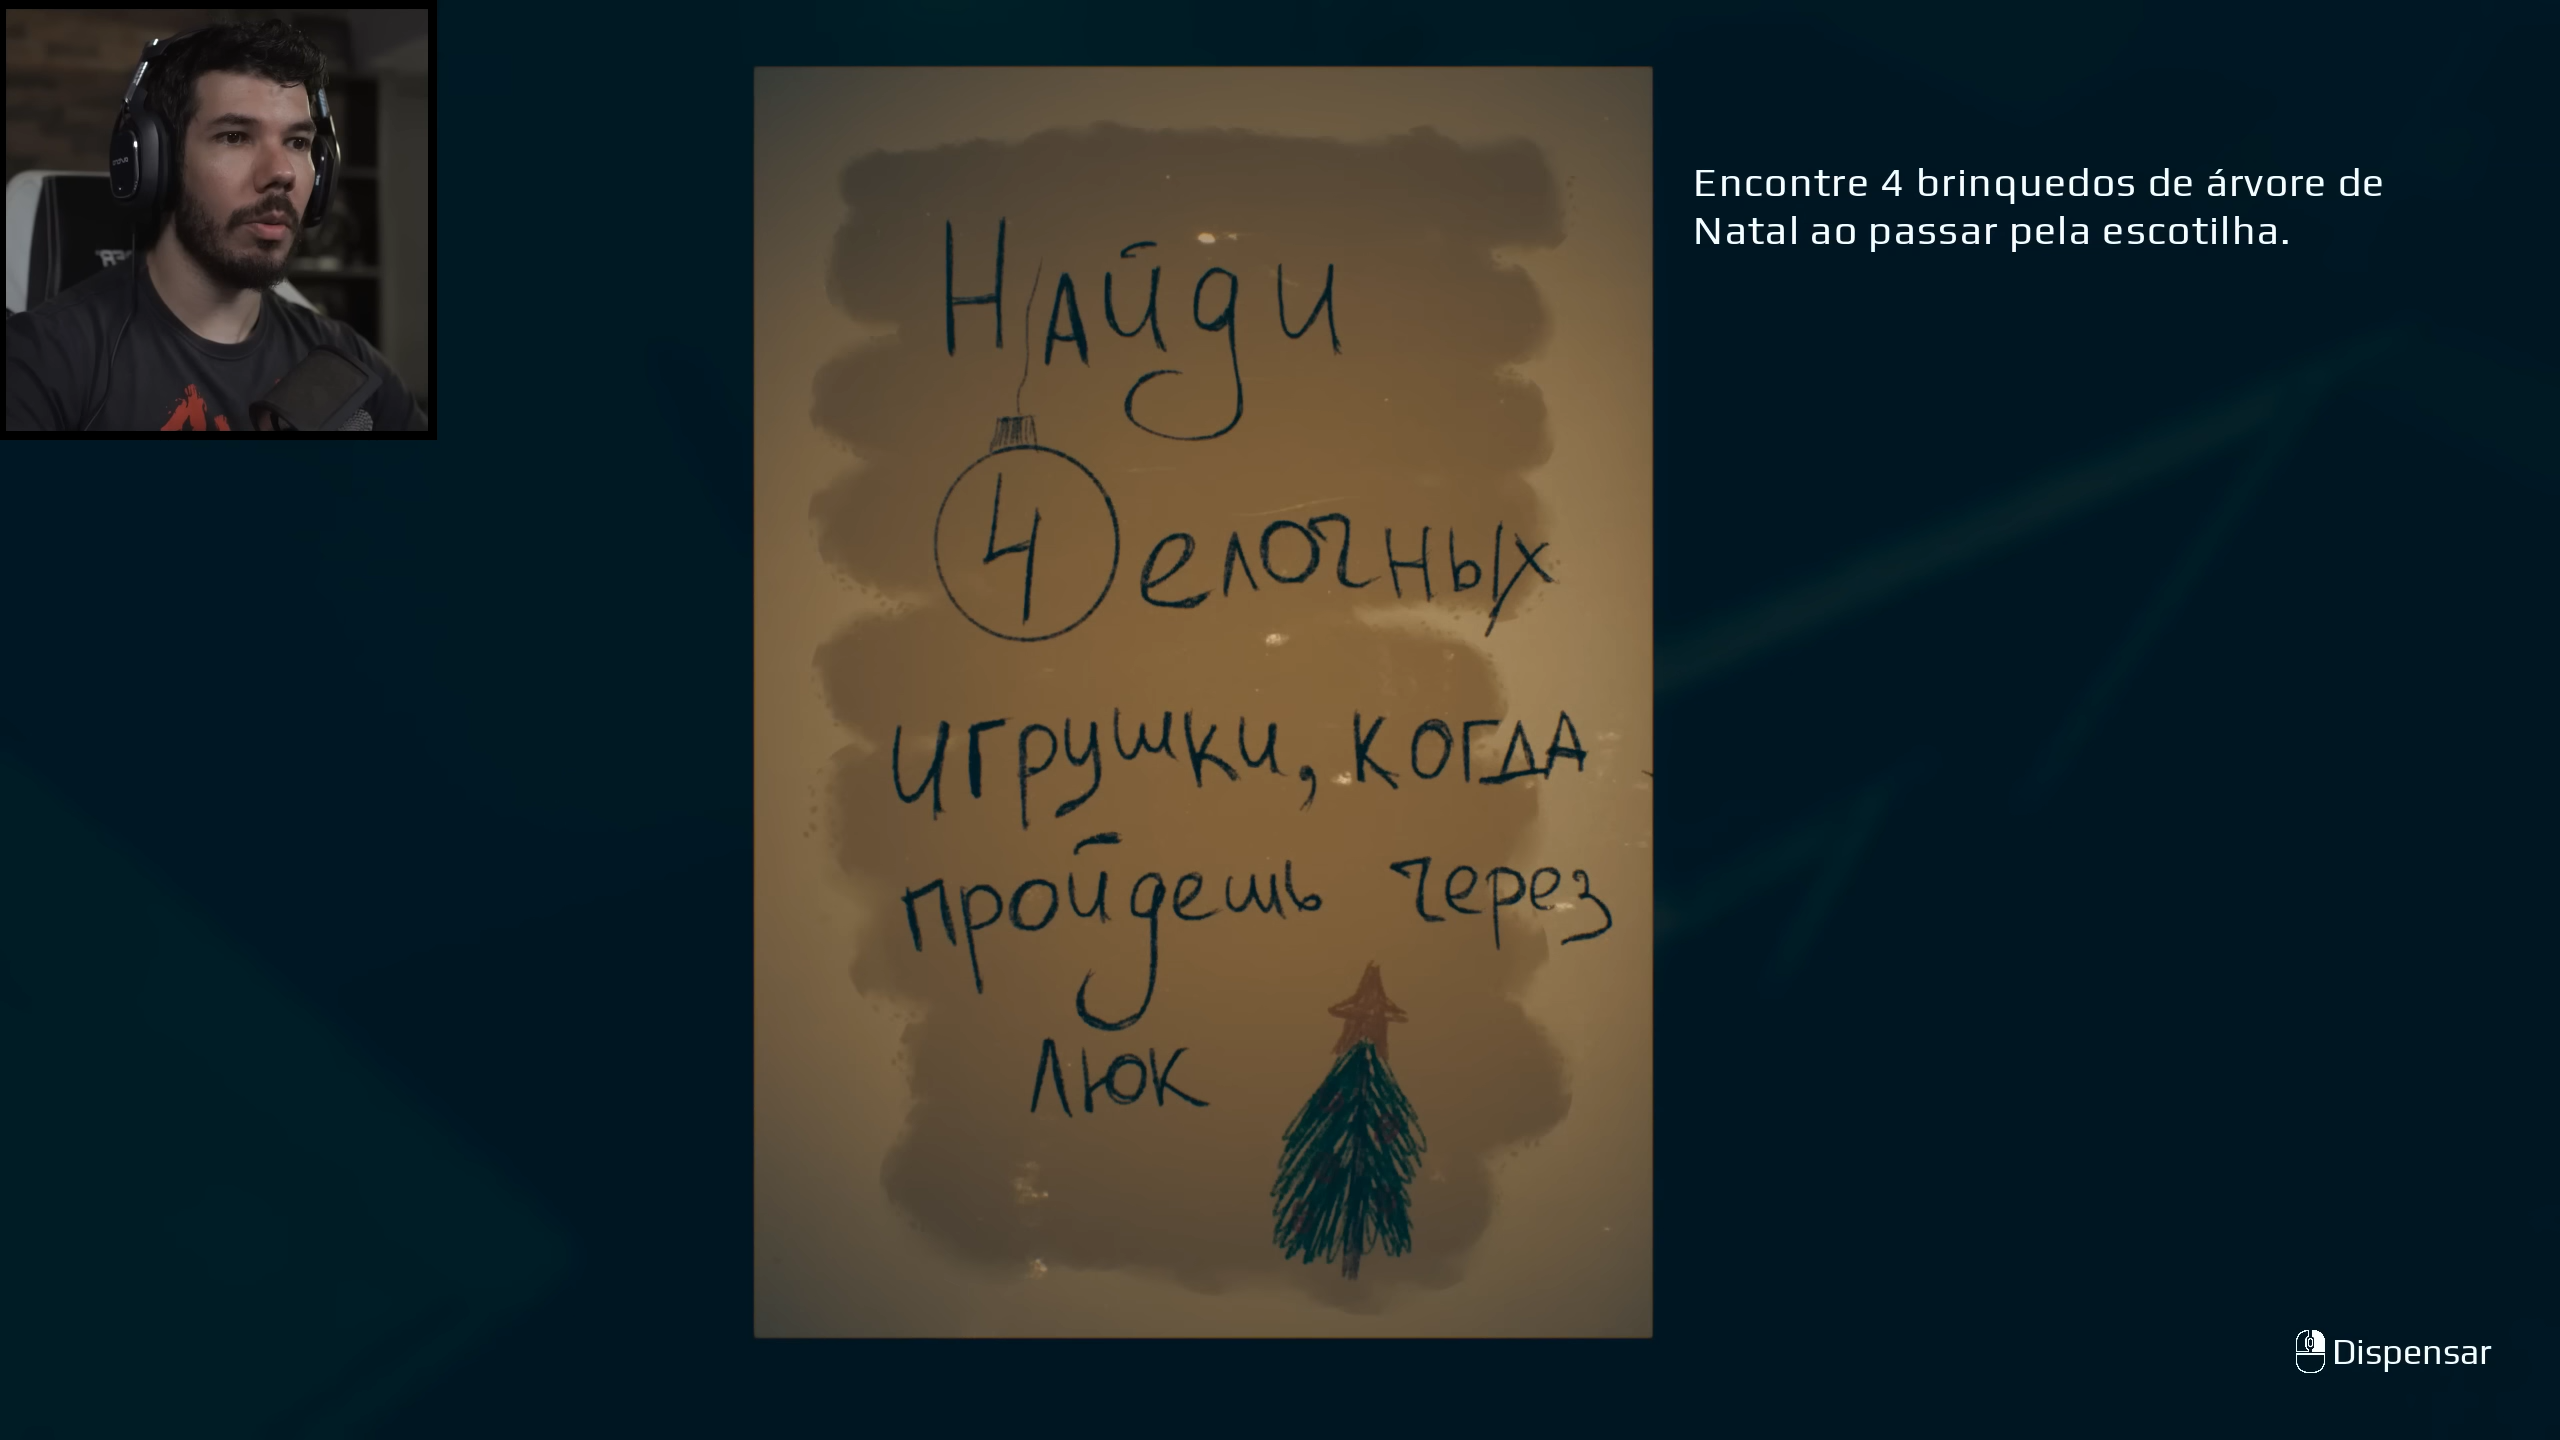 Найди
4 елочных
игрушки, когда
пройдешь через
люк
Encontre 4 brinquedos de árvore de
Natal ao passar pela escotilha.
Dispensar